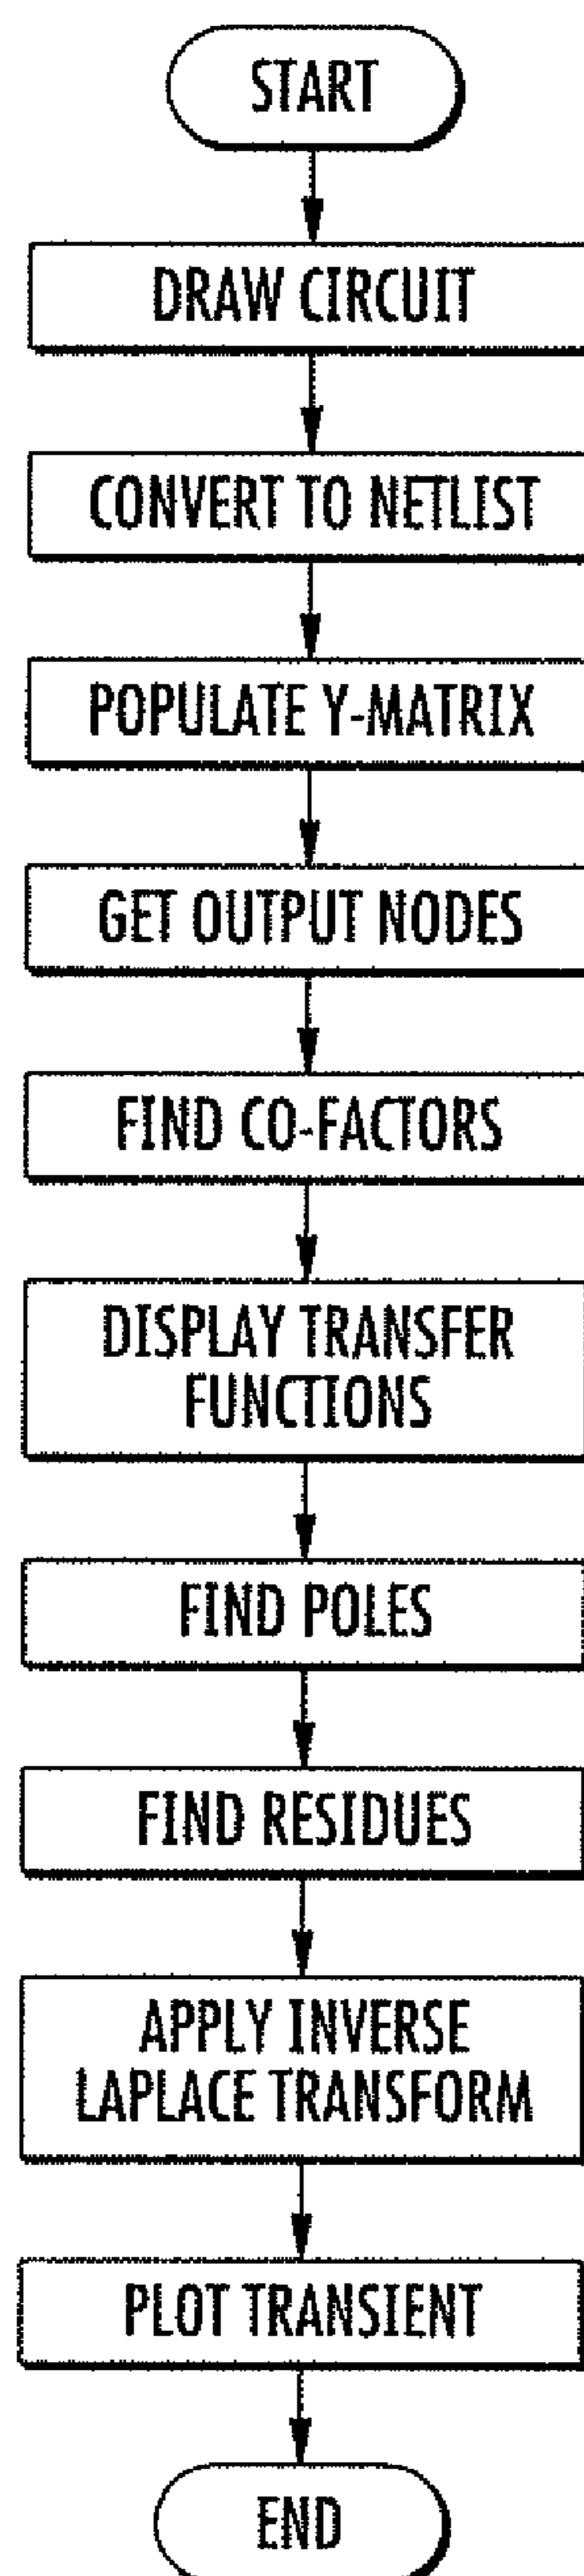 START
DRAW CIRCUIT
CONVERT TO NETLIST
POPULATE Y-MATRIX
GET OUTPUT NODES
FIND CO-FACTORS
DISPLAY TRANSFER
FUNCTIONS
FIND POLES
FIND RESIDUES
APPLY INVERSE
LAPLACE TRANSFORM
PLOT TRANSIENT
END